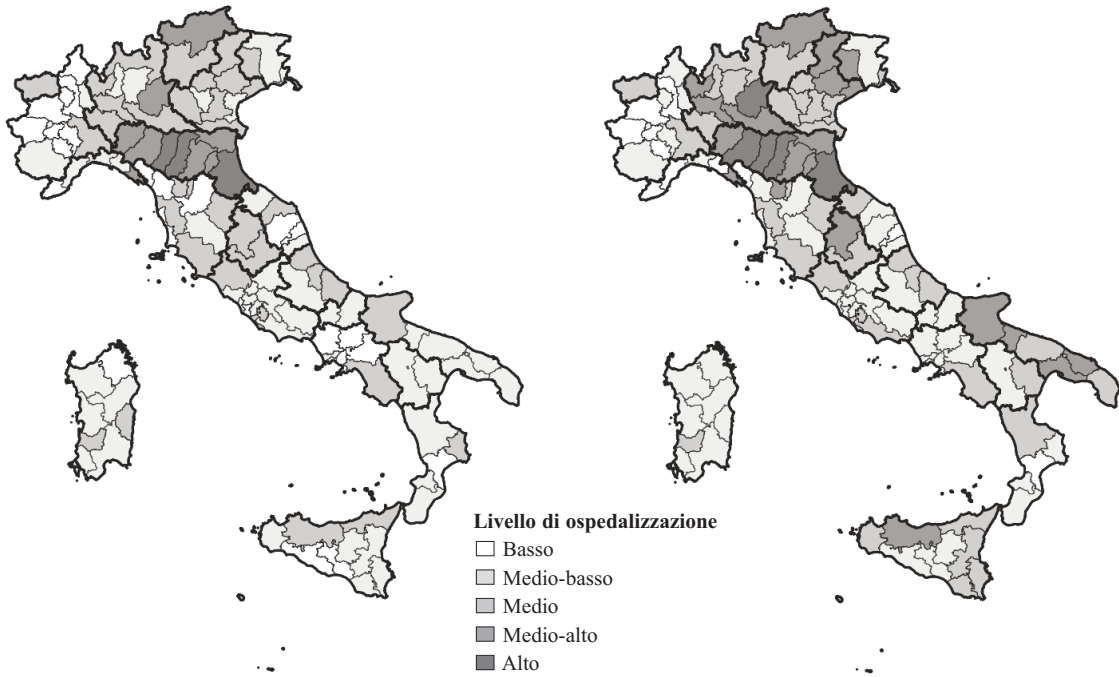 Livello di ospedalizzazione
Basso
Medio-basso
Medio
Medio-alto
Alto